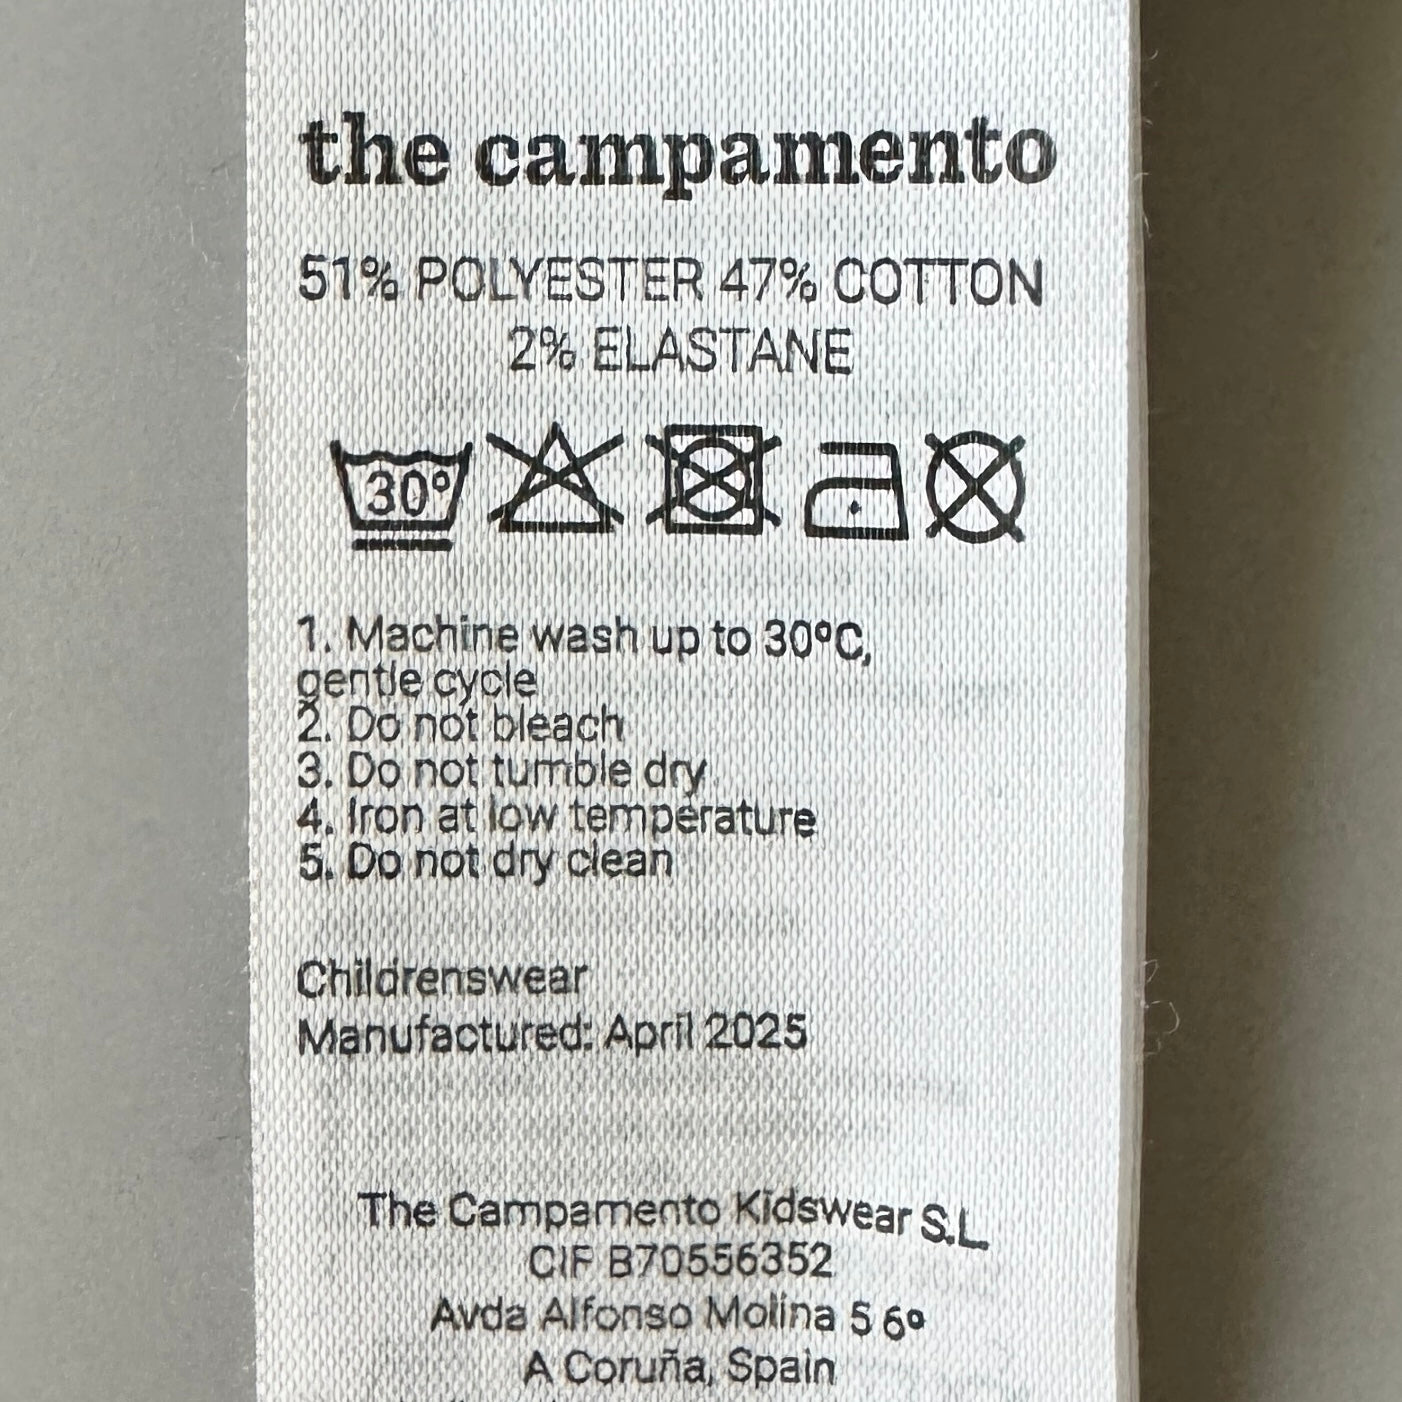 the campamento
51% POLYESTER 47% COTTON
2% ELASTANE
30°
1. Machine wash up to 30ºC,
gentle cycle
2. Do not bleach
3. Do not tumble dry
4. Iron at low temperature
5. Do not dry clean
Childrenswear
Manufactured: April 2025
The Campamento Kidswear S.L.
CIF B70556352
Avda Alfonso Molina 5 6º
A Coruña, Spain